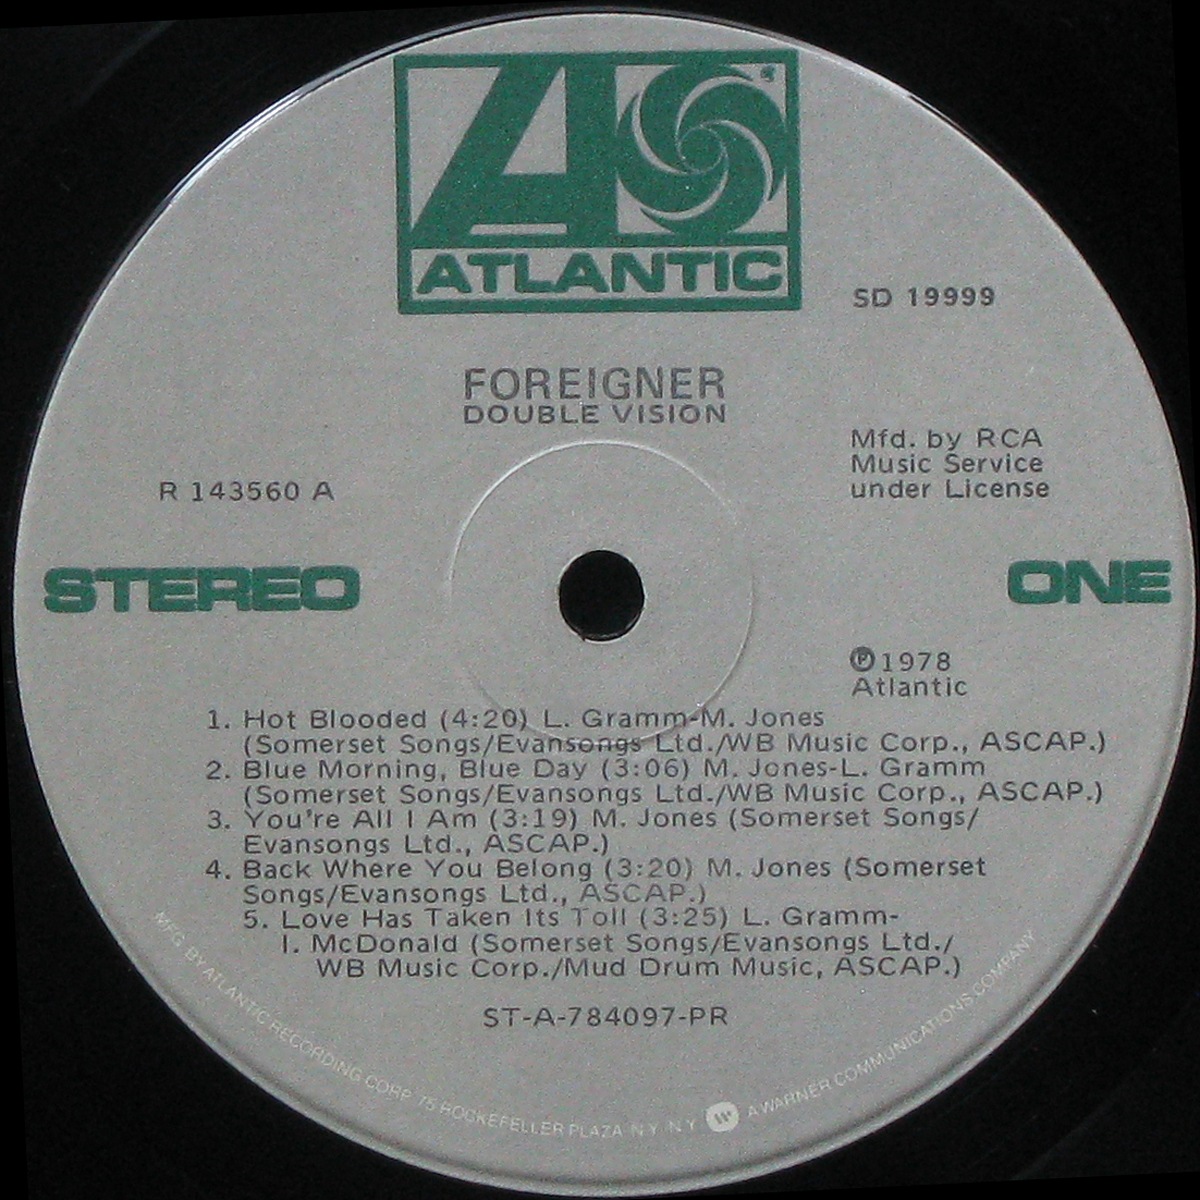 ATLANTIC
SD 19999
FOREIGNER
DOUBLE VISION
Mfd. by RCA
Music Service
under License
R 143560 A
STEREO
ONE
℗1978
Atlantic
1. Hot Blooded (4:20) L. Gramm-M. Jones
(Somerset Songs/Evansongs Ltd./WB Music Corp., ASCAP.)
2. Blue Morning, Blue Day (3:06) M. Jones-L. Gramm
(Somerset Songs/Evansongs Ltd./WB Music Corp., ASCAP.)
3. You're All I Am (3:19) M. Jones (Somerset Songs/
Evansongs Ltd., ASCAP.)
4. Back Where You Belong (3:20) M. Jones (Somerset
Songs/Evansongs Ltd., ASCAP.)
5. Love Has Taken Its Toll (3:25) L. Gramm-
I. McDonald (Somerset Songs/Evansongs Ltd./
WB Music Corp./Mud Drum Music, ASCAP.)
ST-A-784097-PR
MFG BY ATLANTIC RECORDING CORP 75 ROCKEFELLER PLAZA N Y N Y A WARNER COMMUNICATIONS COMPANY